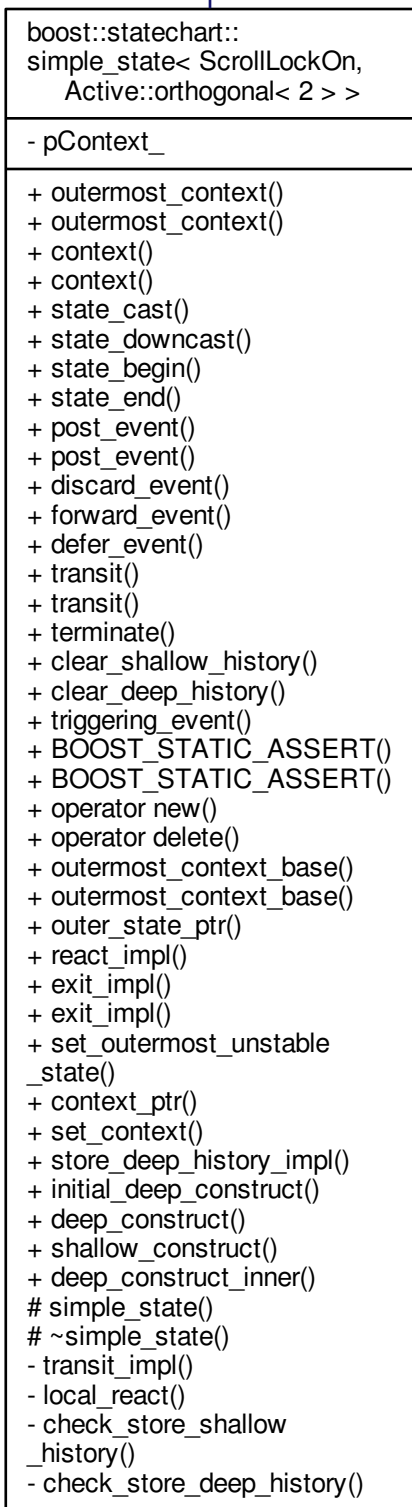 boost::statechart::
simple_state< ScrollLockOn,
Active::orthogonal< 2 > >
- pContext_
+ outermost_context()
+ outermost_context()
+ context()
+ context()
+ state_cast()
+ state_downcast()
+ state_begin()
+ state_end()
+ post_event()
+ post_event()
+ discard_event()
+ forward_event()
+ defer_event()
+ transit()
+ transit()
+ terminate()
+ clear_shallow_history()
+ clear_deep_history()
+ triggering_event()
+ BOOST_STATIC_ASSERT()
+ BOOST_STATIC_ASSERT()
+ operator new()
+ operator delete()
+ outermost_context_base()
+ outermost_context_base()
+ outer_state_ptr()
+ react_impl()
+ exit_impl()
+ exit_impl()
+ set_outermost_unstable
_state()
+ context_ptr()
+ set_context()
+ store_deep_history_impl()
+ initial_deep_construct()
+ deep_construct()
+ shallow_construct()
+ deep_construct_inner()
# simple_state()
# ~simple_state()
- transit_impl()
- local_react()
- check_store_shallow
_history()
- check_store_deep_history()